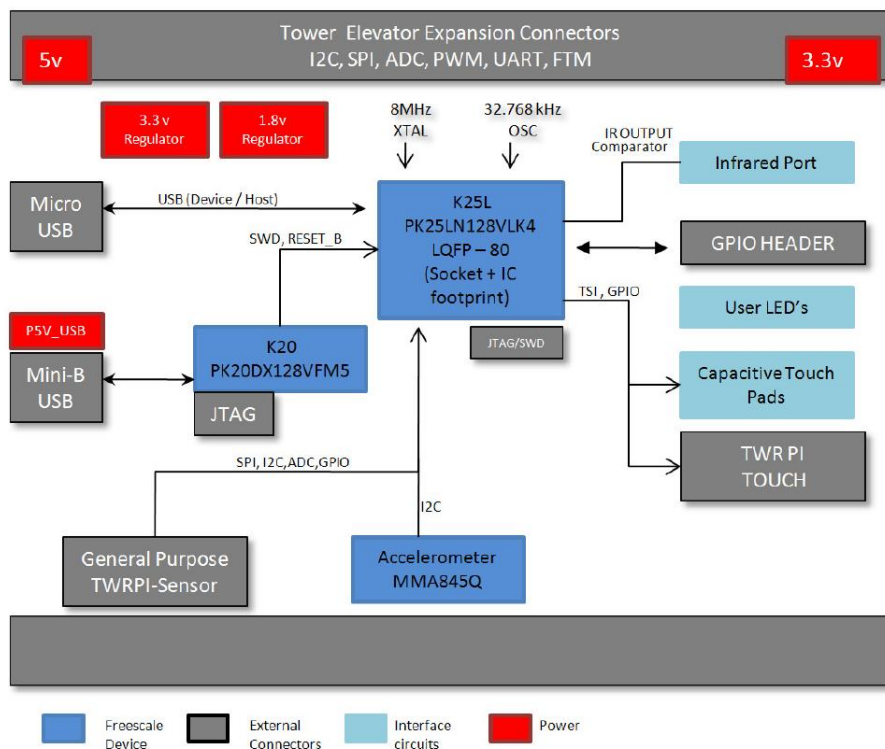 Tower Elevator Expansion Connectors
I2C, SPI, ADC, PWM, UART, FTM
5v
3.3v
3.3 v
Regulator
1.8v
Regulator
8MHz
XTAL
32.768 kHz
OSC
IR OUTPUT
Comparator
Infrared Port
Micro
USB
USB (Device / Host)
K25L
PK25LN128VLK4
LQFP – 80
(Socket + IC
footprint)
GPIO HEADER
SWD, RESET_B
TSI , GPIO
User LED's
P5V_USB
Mini-B
USB
K20
PK20DX128VFM5
JTAG
JTAG/SWD
Capacitive Touch
Pads
TWR PI
TOUCH
SPI, I2C,ADC,GPIO
I2C
General Purpose
TWRPI-Sensor
Accelerometer
MMA845Q
Freescale
Device
External
Connectors
Interface
circuits
Power